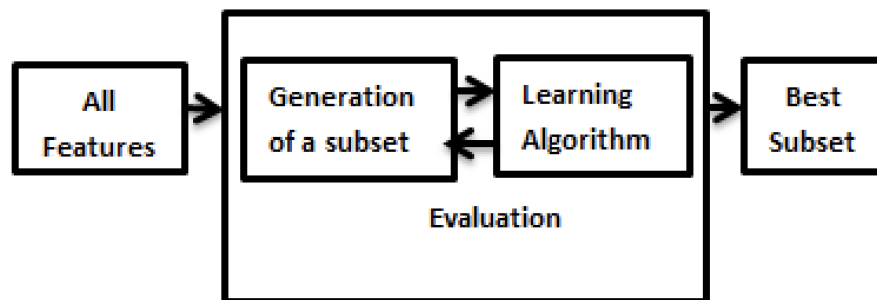 All
Features
Generation
of a subset
Learning
Algorithm
Best
Subset
Evaluation